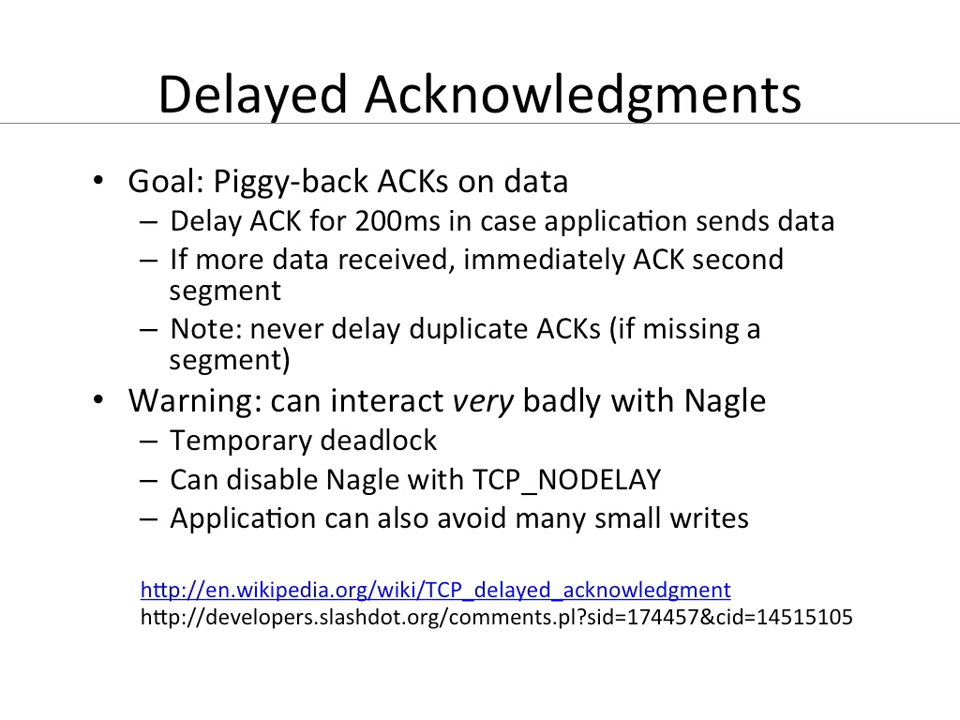 Delayed Acknowledgments
• Goal: Piggy-back ACKs on data
– Delay ACK for 200ms in case application sends data
– If more data received, immediately ACK second
segment
– Note: never delay duplicate ACKs (if missing a
segment)
• Warning: can interact very badly with Nagle
– Temporary deadlock
– Can disable Nagle with TCP_NODELAY
– Application can also avoid many small writes
http://en.wikipedia.org/wiki/TCP_delayed_acknowledgment
http://developers.slashdot.org/comments.pl?sid=174457&cid=14515105